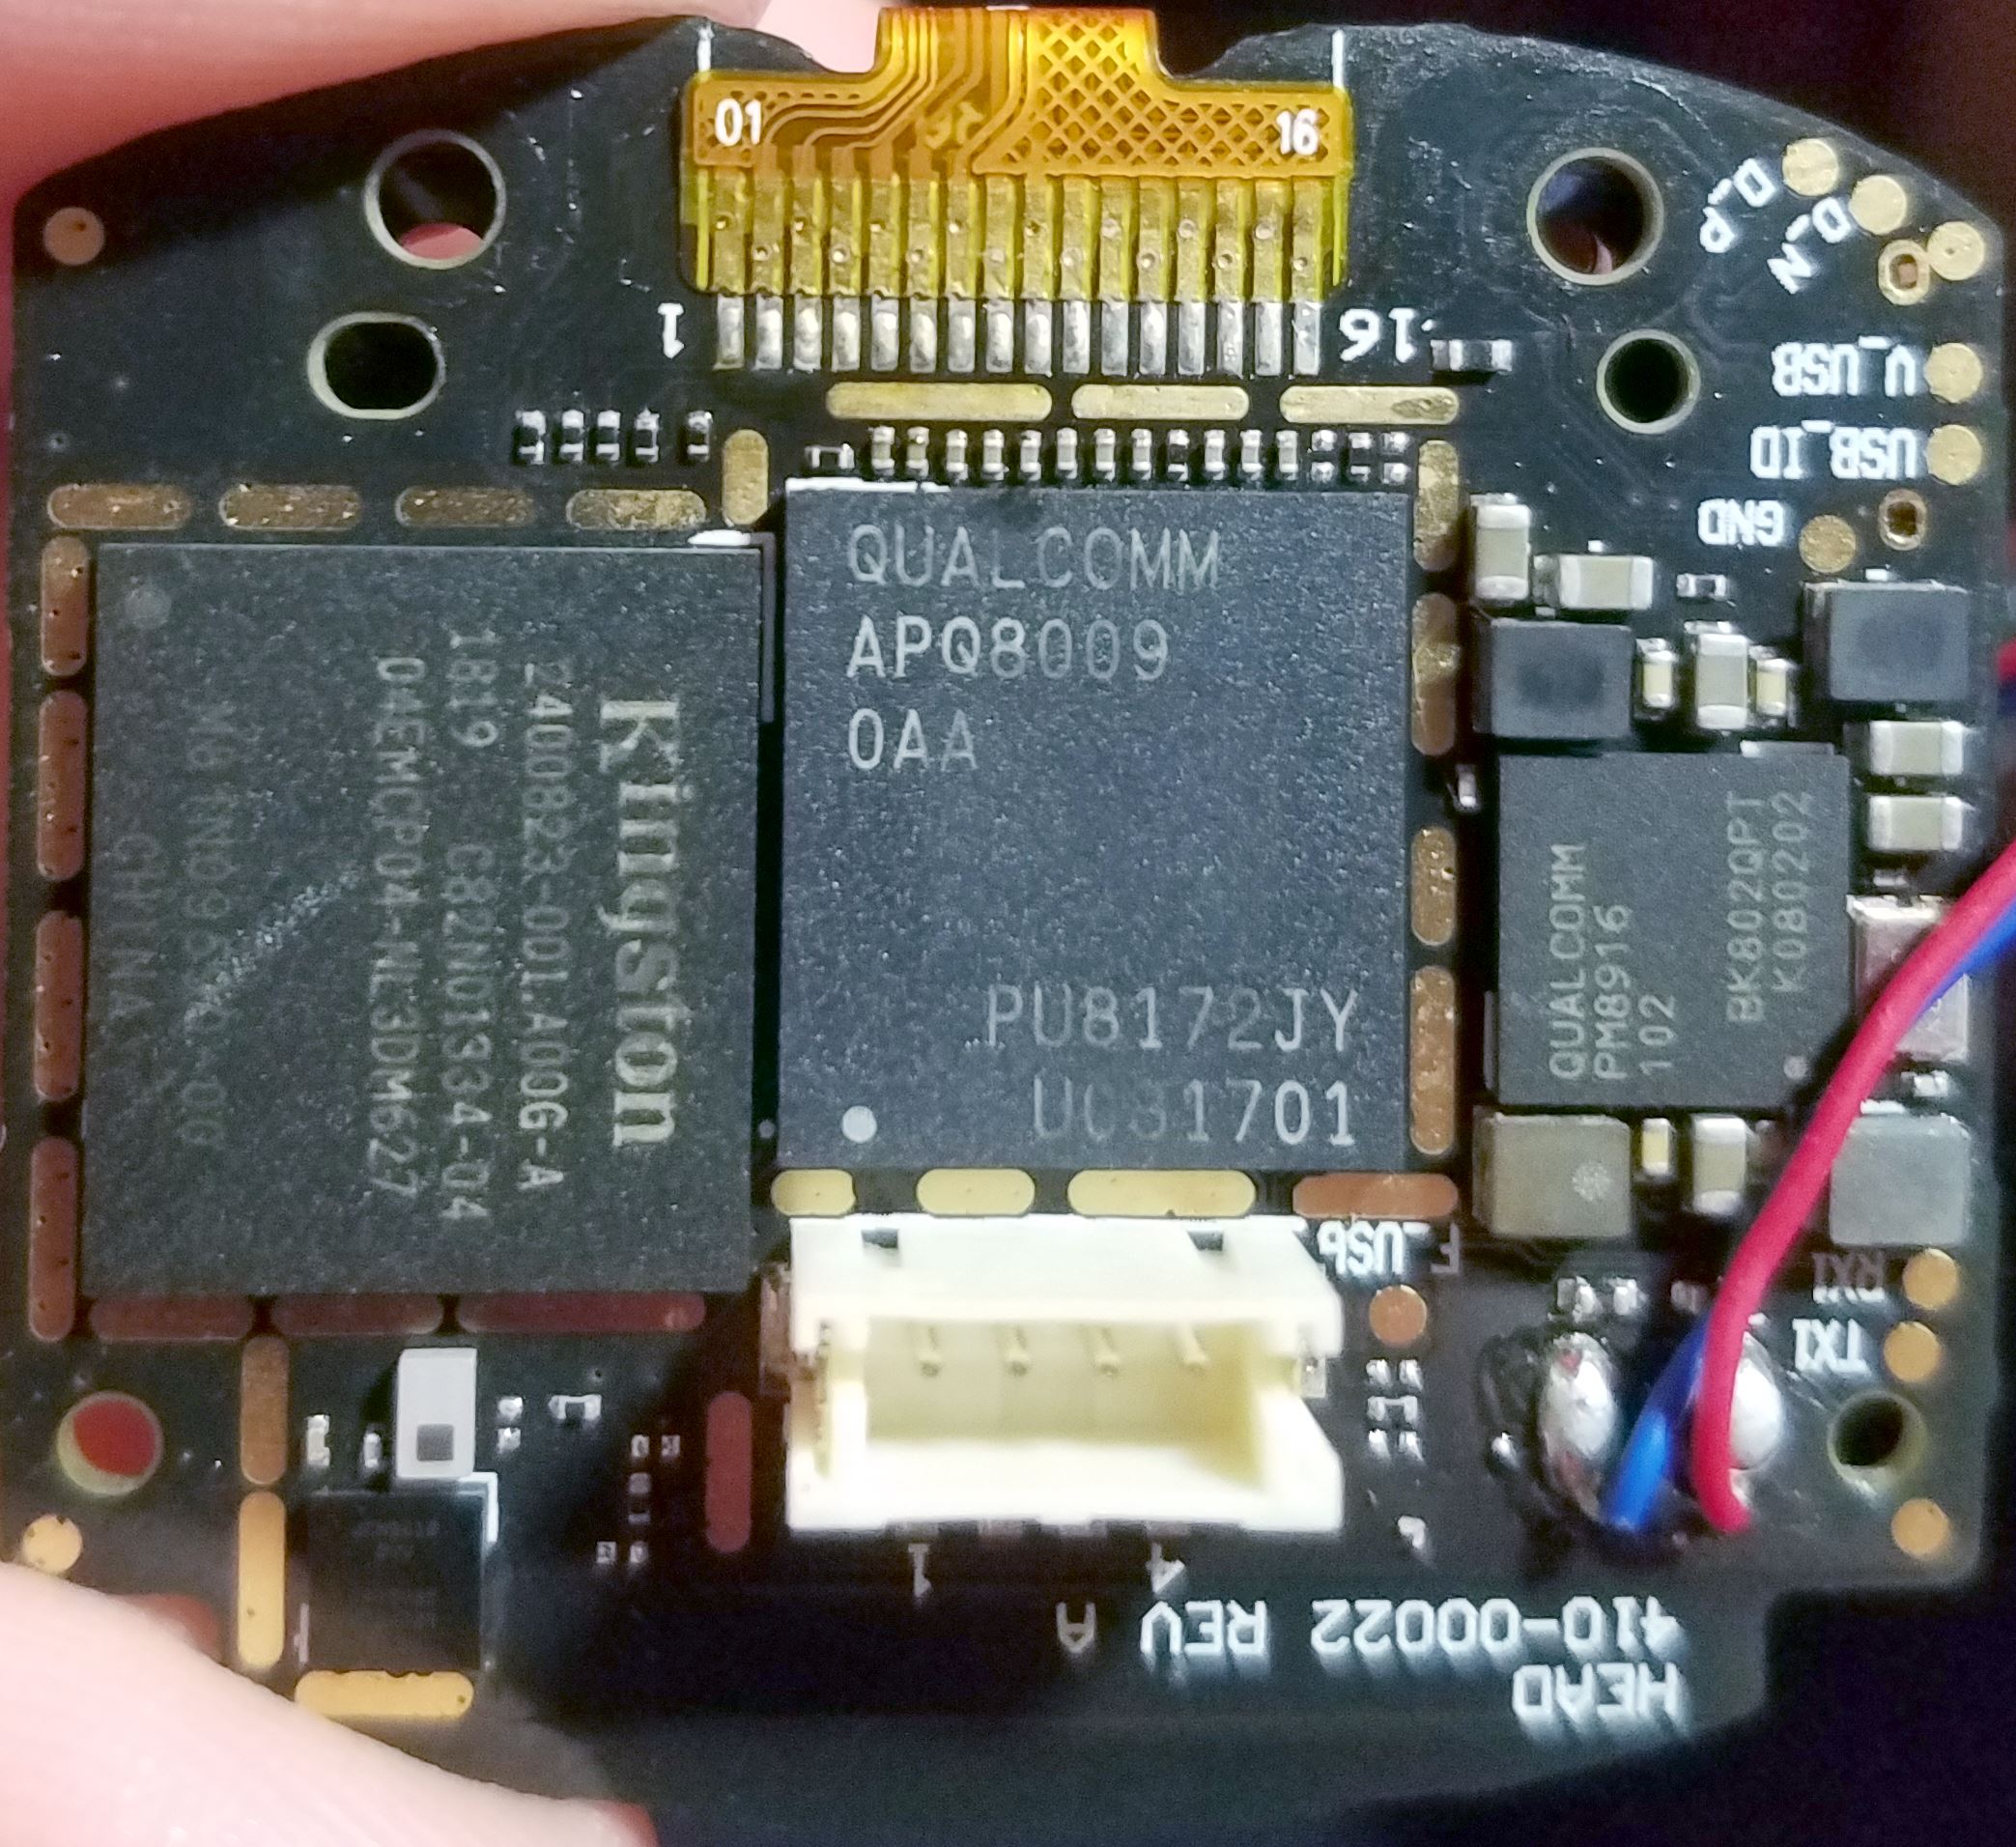 01
16
1
16
D_P
D_N
V_USB
USB_ID
GND
QUALCOMM
APQ8009
0AA
PU8172JY
Kingston
2400823-001.A00G-A
1819 C82N01334-04
04EMCP04-NL3DM627
CHINA
QUALCOMM
PM8916
102
BK802QPT
K080202
F_USB
RX1
TX1
1
4
410-00022 REV A
HEAD